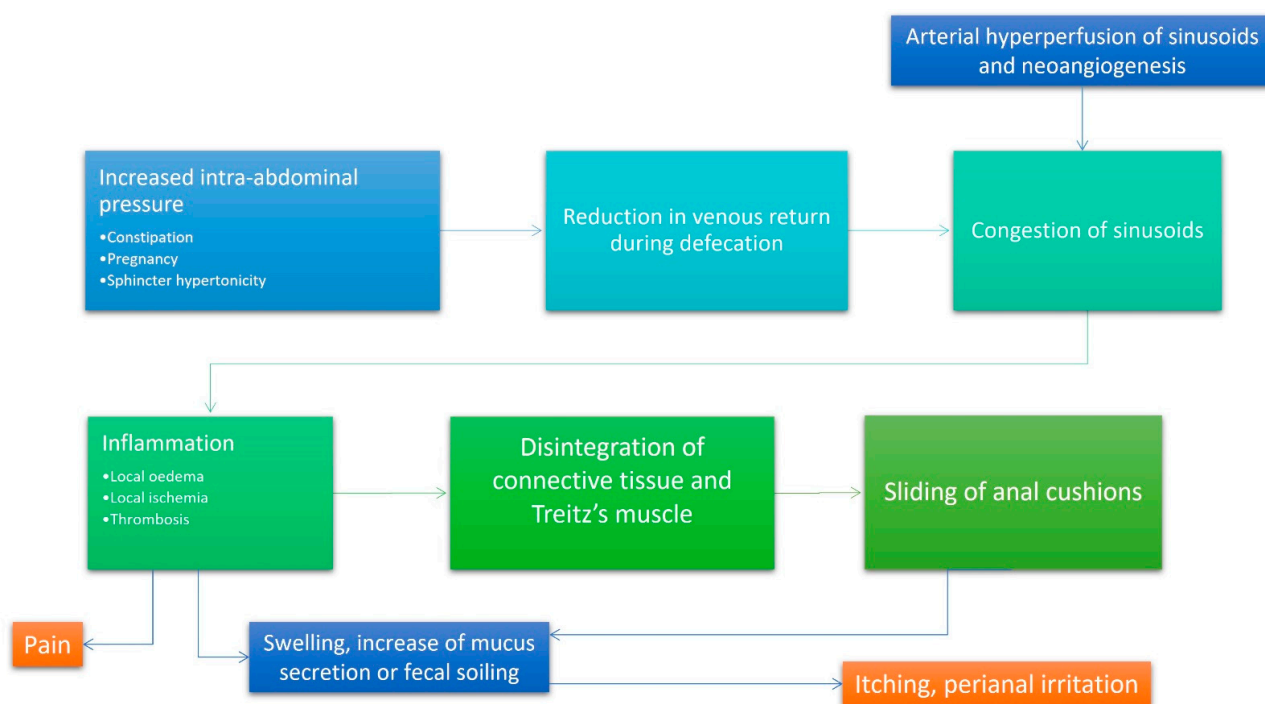 Arterial hyperperfusion of sinusoids
and neoangiogenesis
Increased intra-abdominal
pressure
•Constipation
•Pregnancy
•Sphincter hypertonicity
Reduction in venous return
during defecation
Congestion of sinusoids
Inflammation
•Local oedema
•Local ischemia
•Thrombosis
Disintegration of
connective tissue and
Treitz’s muscle
Sliding of anal cushions
Pain
Swelling, increase of mucus
secretion or fecal soiling
Itching, perianal irritation